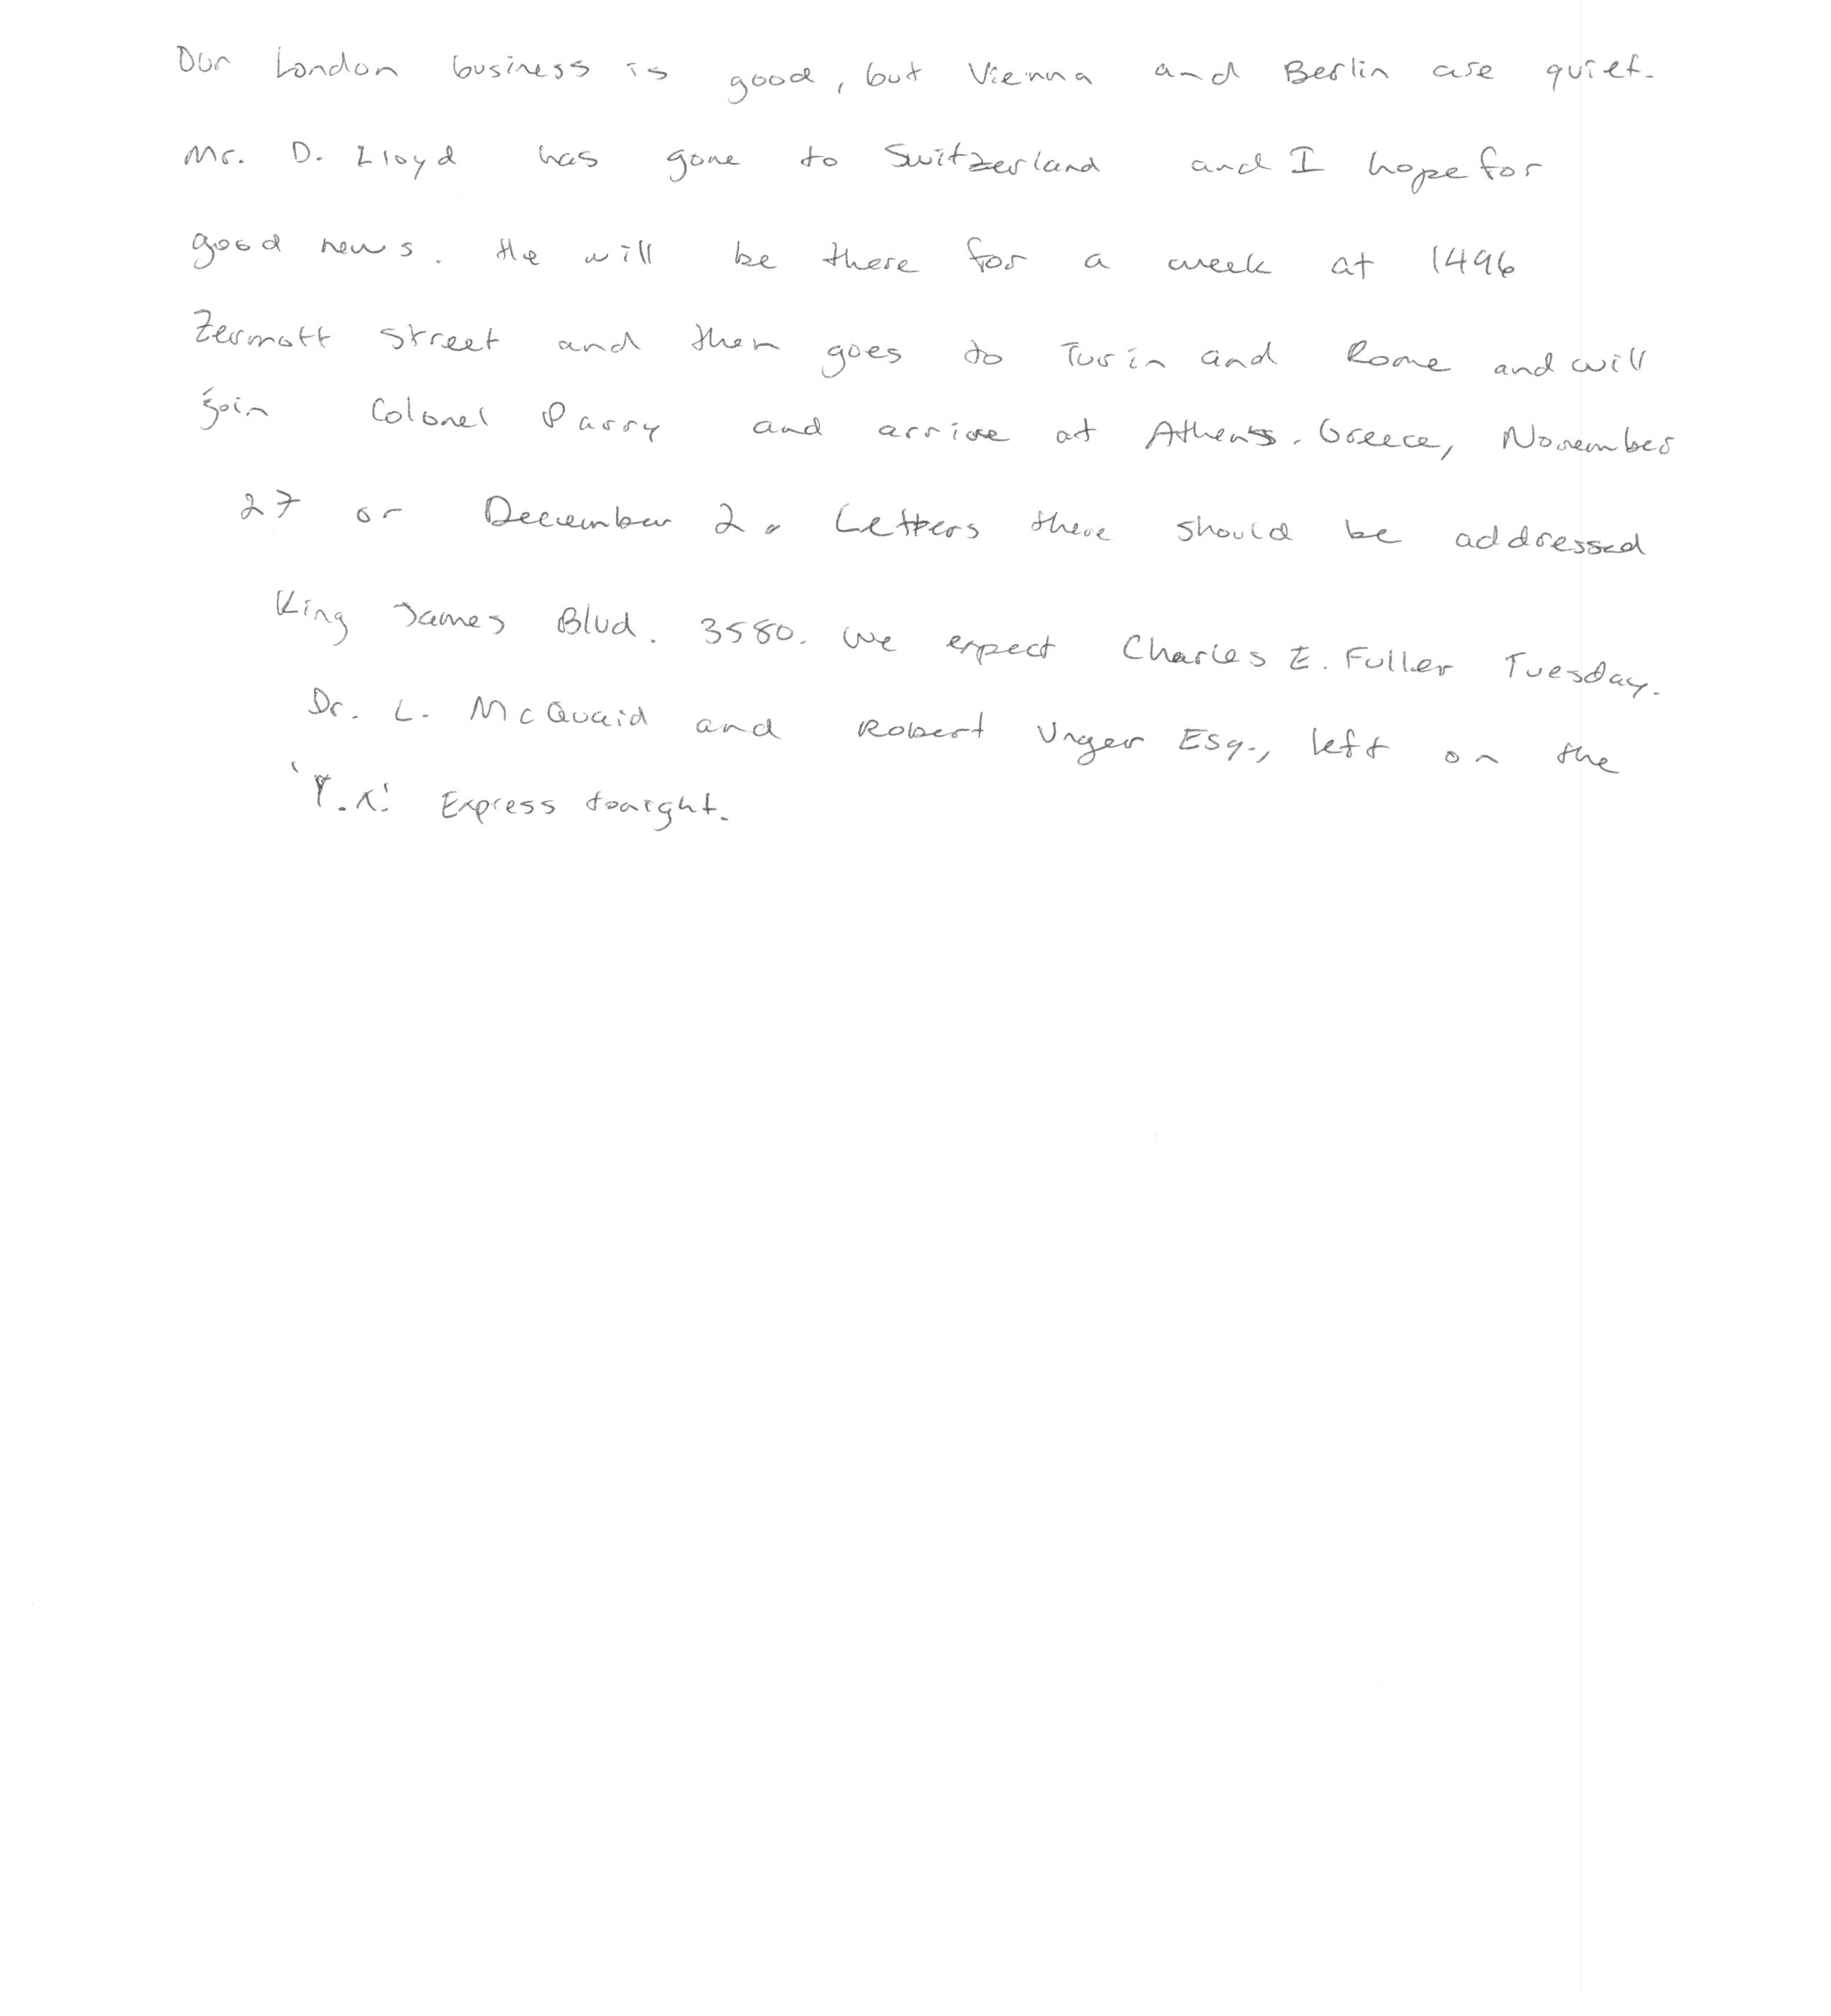 Our London business is good, but Vienna and Berlin are quiet.
Mr. D. Lloyd has gone to Switzerland and I hope for
good news. He will be there for a week at 1496
Zermott Street and then goes to Turin and Rome and will
join Colonel Parry and arrive at Athens. Greece, November
27 or December 2. Letters there should be addressed
King James Blvd. 3580. We expect Charles E. Fuller Tuesday.
Dr. L. McQuaid and Robert Unger Esq., left on the
Express tonight.